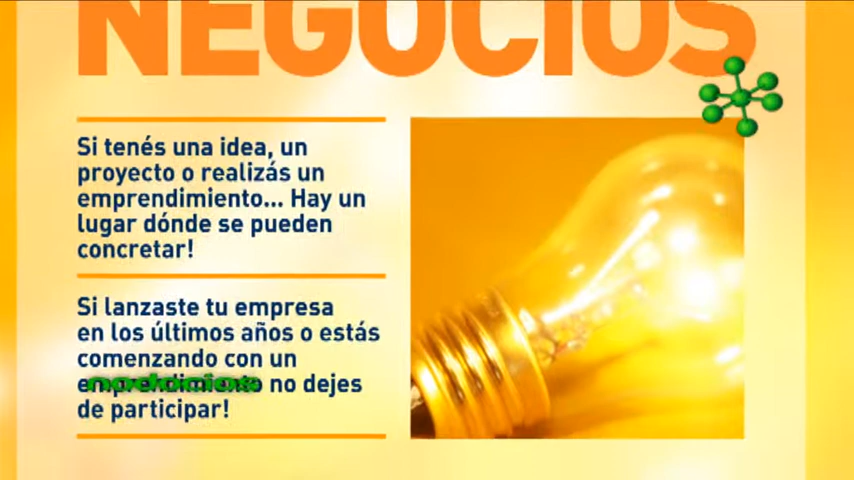 NEGOCIOS
Si tenés una idea, un
proyecto o realizás un
emprendimiento... Hay un
lugar dónde se pueden
concretar!
Si lanzaste tu empresa
en los últimos años o estás
comenzando con un
emprendimiento no dejes
de participar!